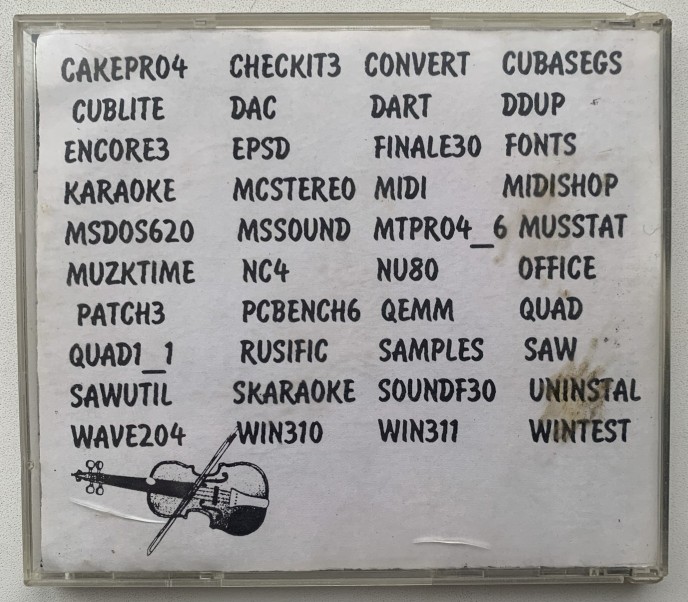 CAKEPRO4 CHECKIT3 CONVERT CUBASEGS
CUBLITE DAC DART DDUP
ENCORE3 EPSD FINALE30 FONTS
KARAOKE MCSTEREO MIDI MIDISHOP
MSDOS620 MSSOUND MTPRO4_6 MUSSTAT
MUZKTIME NC4 NU80 OFFICE
PATCH3 PCBENCH6 QEMM QUAD
QUAD1_1 RUSIFIC SAMPLES SAW
SAWUTIL SKARAOKE SOUNDF30 UNINSTAL
WAVE204 WIN310 WIN311 WINTEST